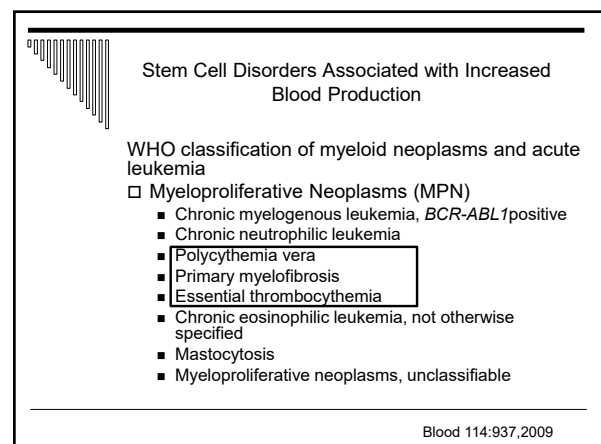 Stem Cell Disorders Associated with Increased
Blood Production
WHO classification of myeloid neoplasms and acute
leukemia
Myeloproliferative Neoplasms (MPN)
Chronic myelogenous leukemia, BCR-ABL1positive
Chronic neutrophilic leukemia
Polycythemia vera
Primary myelofibrosis
Essential thrombocythemia
Chronic eosinophilic leukemia, not otherwise
specified
Mastocytosis
Myeloproliferative neoplasms, unclassifiable
Blood 114:937,2009